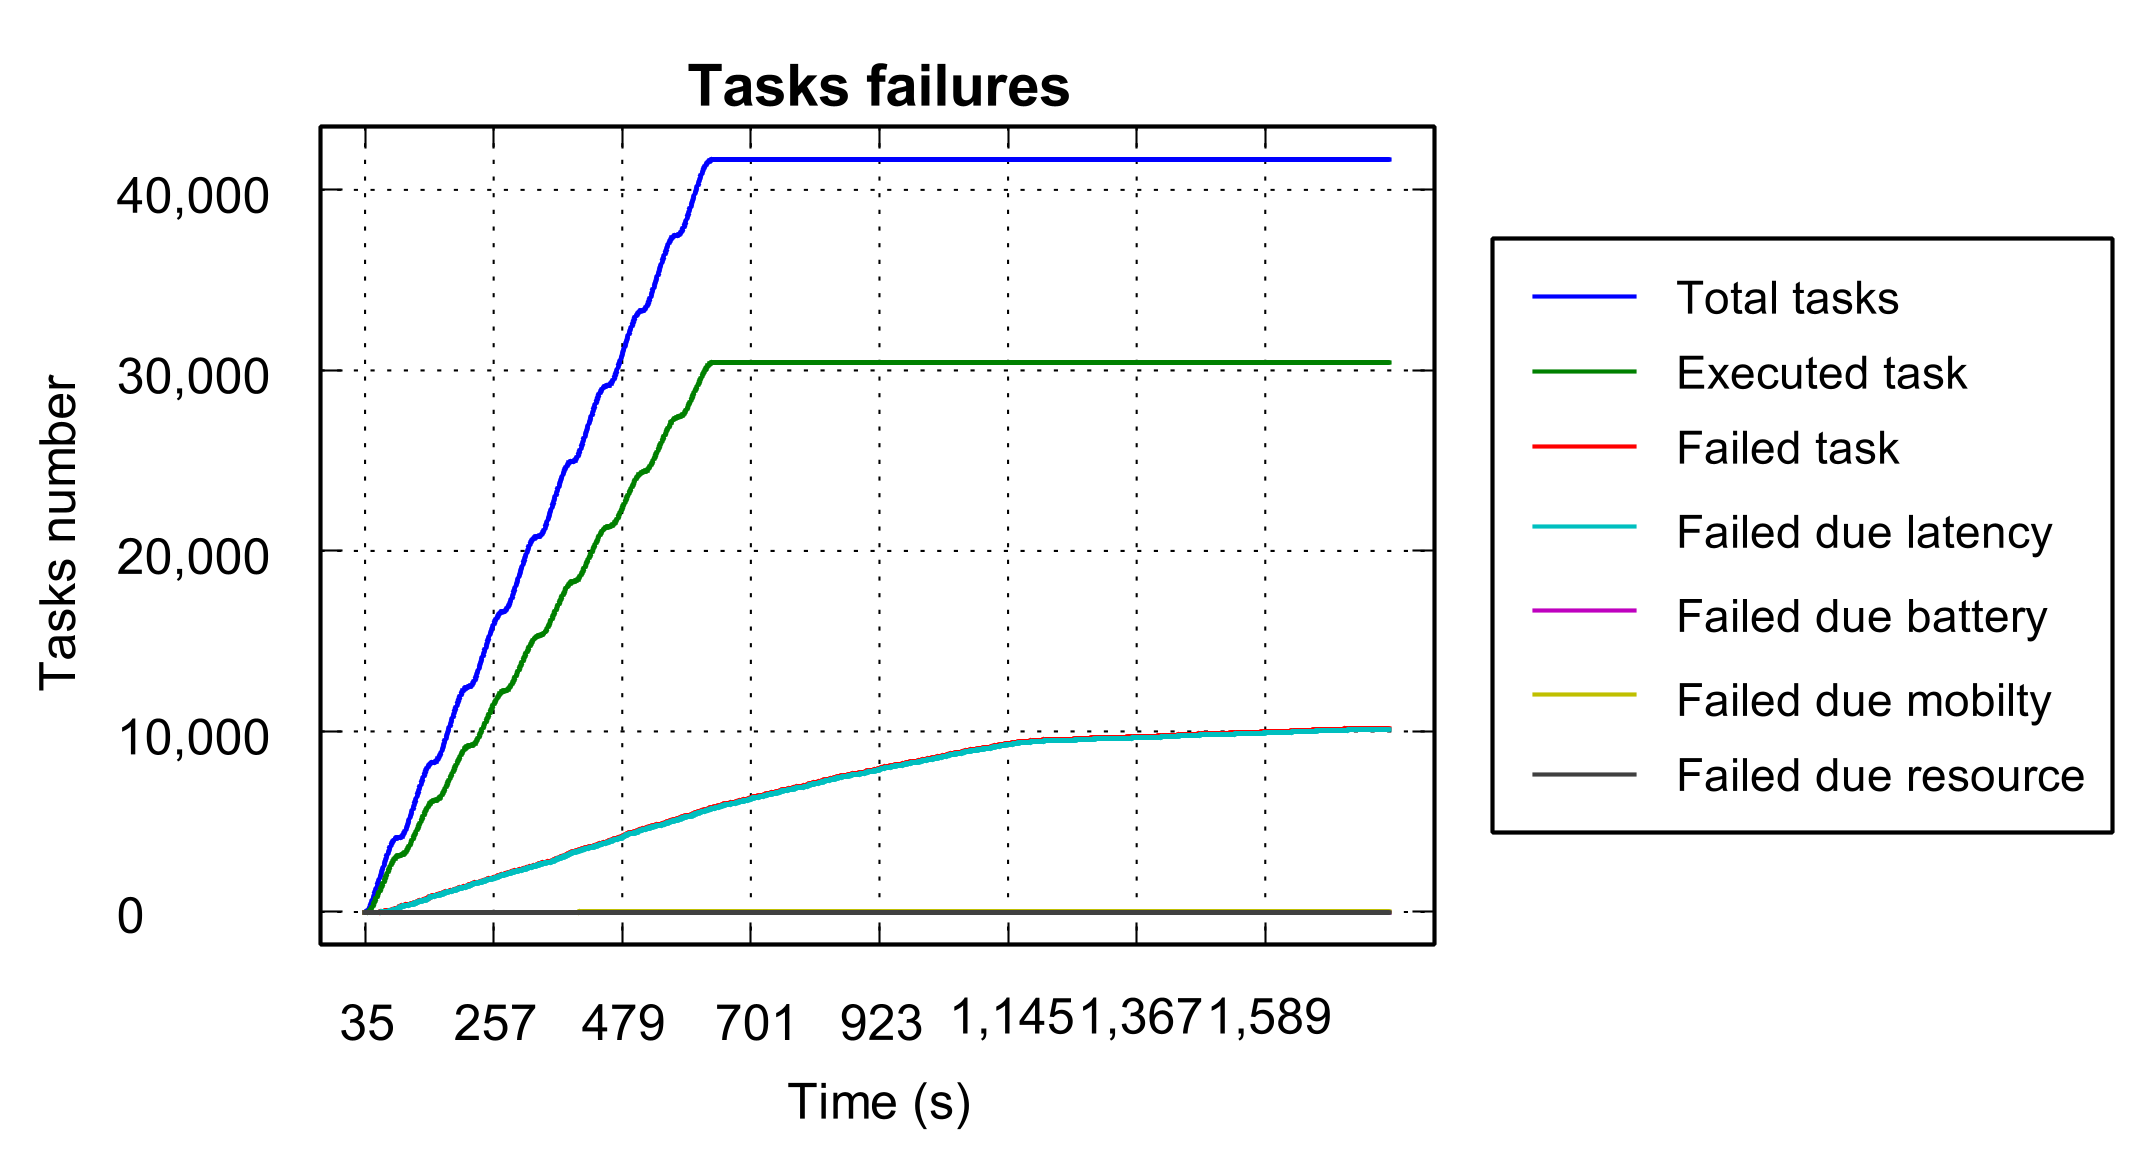 Tasks failures
40,000
30,000
20,000
10,000
0
Tasks number
35 257 479 701 923 1,145 1,367 1,589
Time (s)
Total tasks
Executed task
Failed task
Failed due latency
Failed due battery
Failed due mobilty
Failed due resource